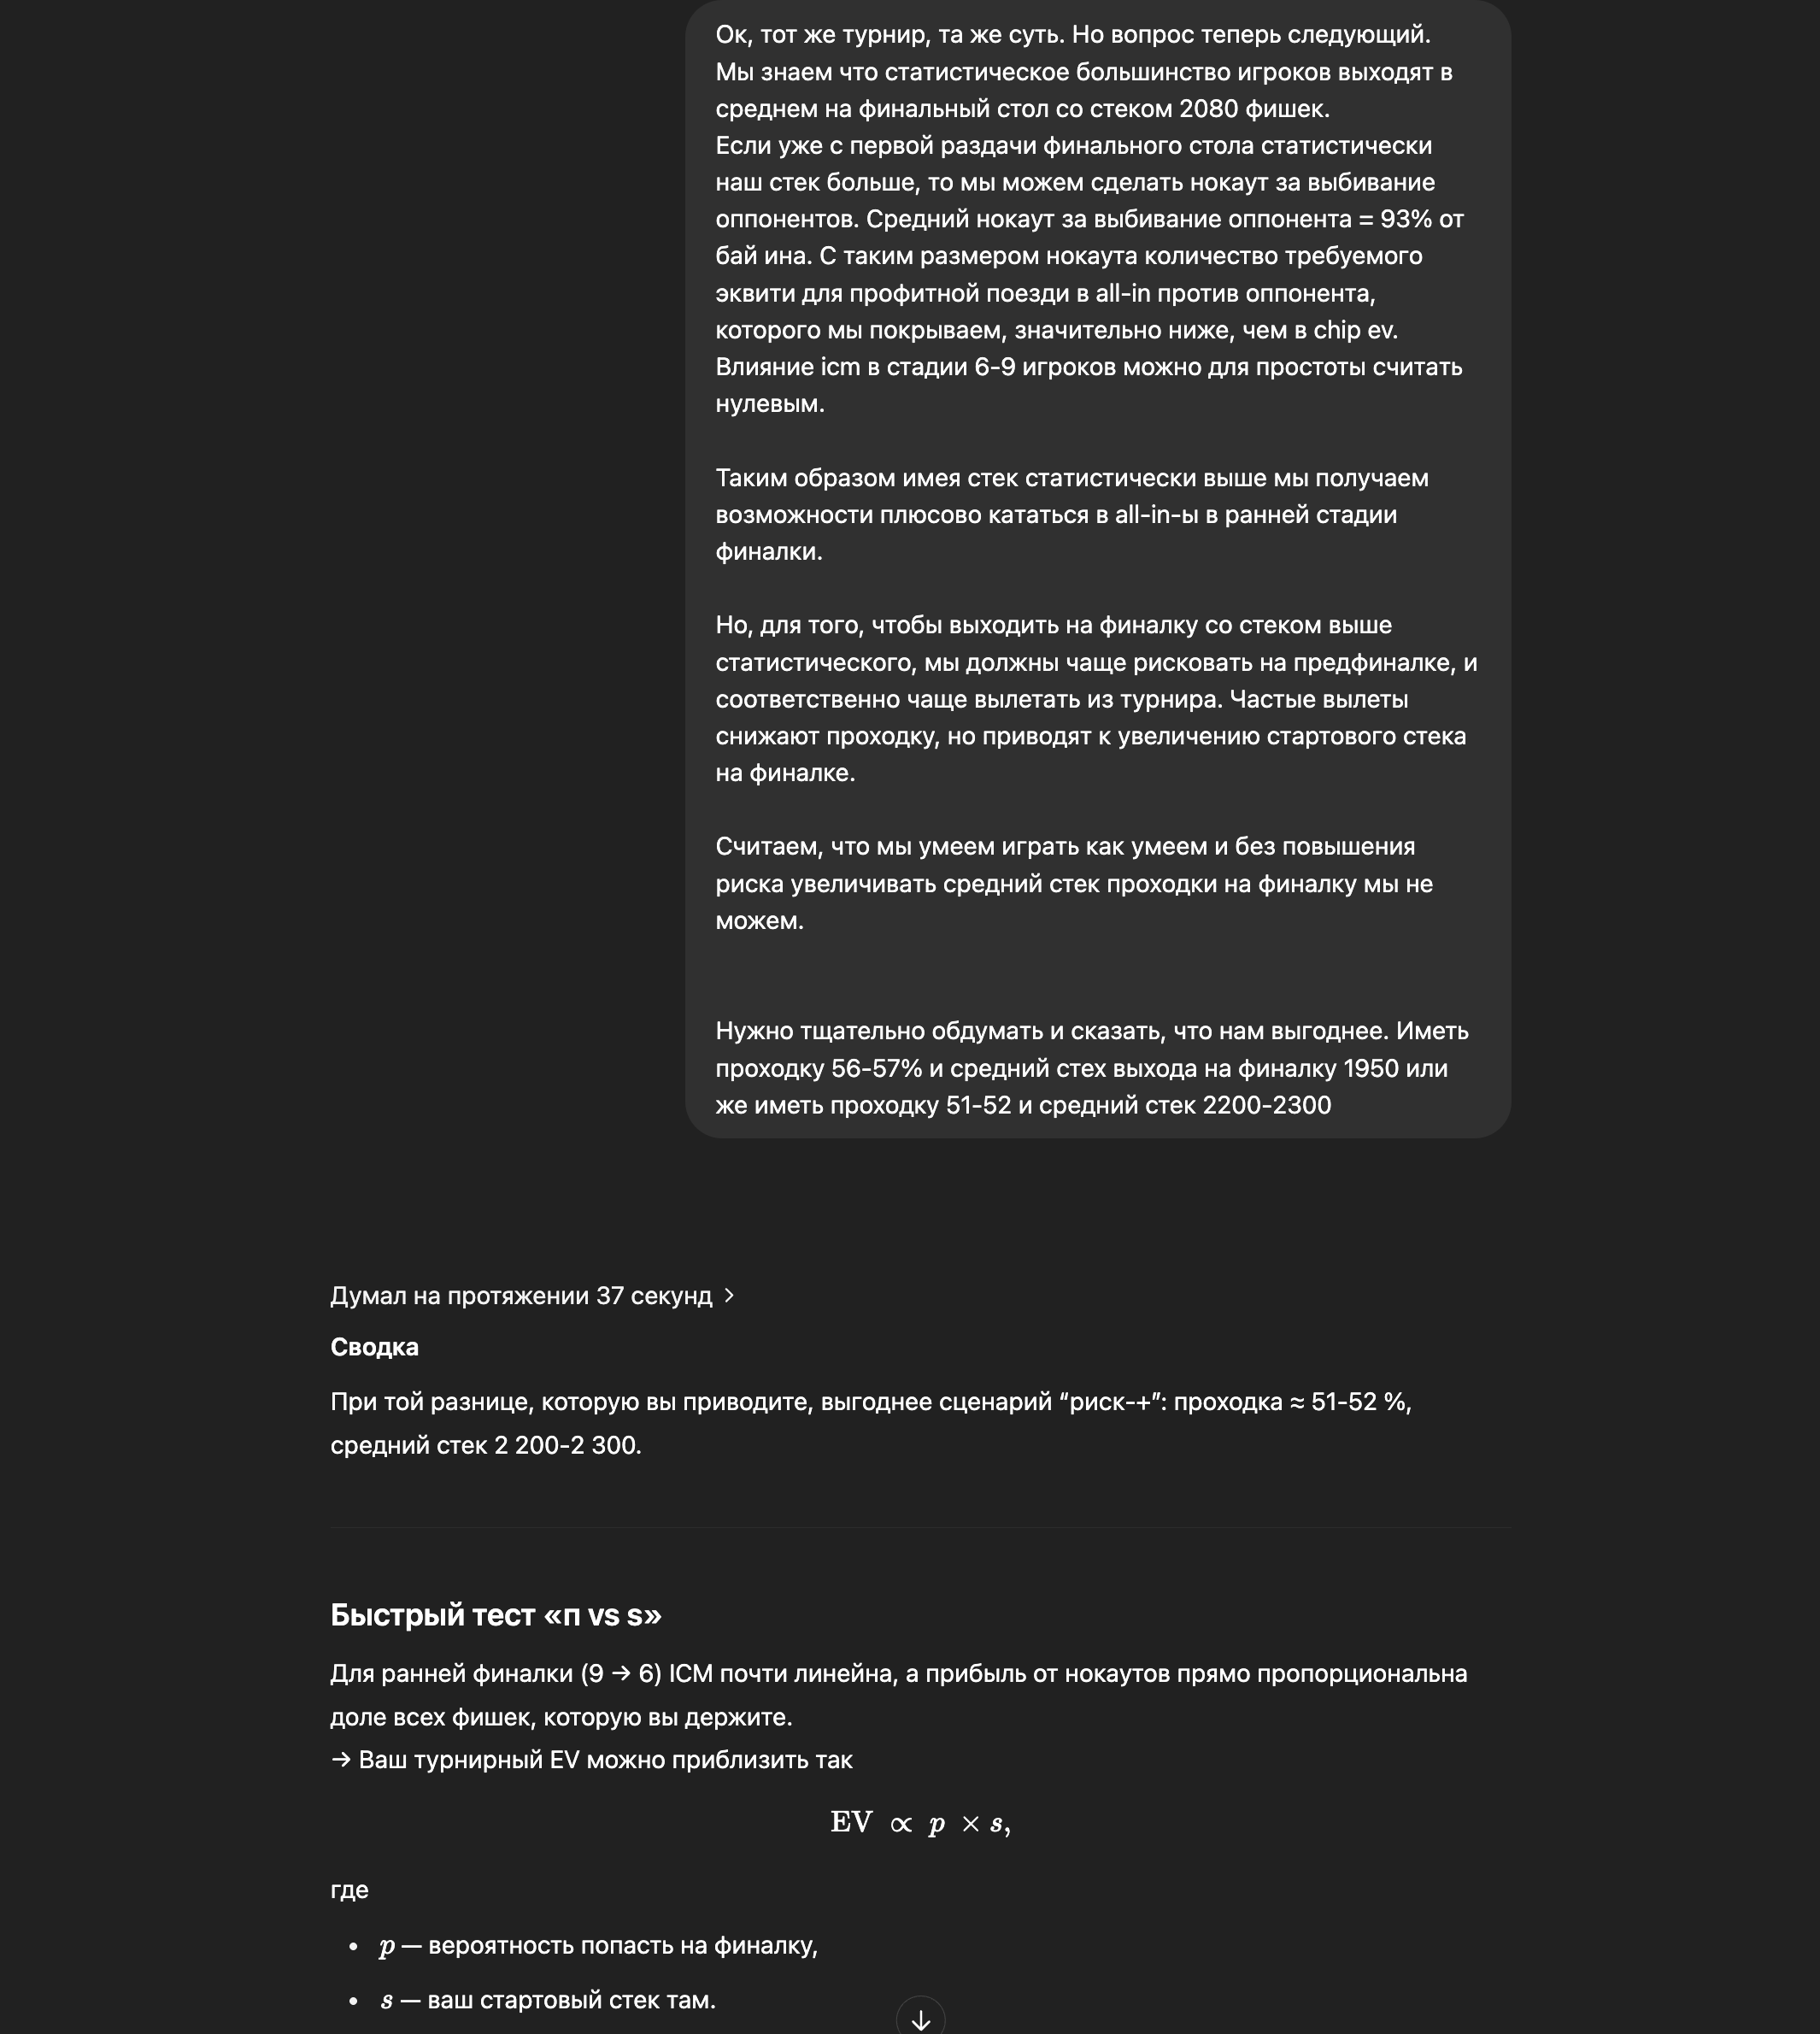 Ок, тот же турнир, та же суть. Но вопрос теперь следующий.
Мы знаем что статистическое большинство игроков выходят в
среднем на финальный стол со стеком 2080 фишек.
Если уже с первой раздачи финального стола статистически
наш стек больше, то мы можем сделать нокаут за выбивание
оппонентов. Средний нокаут за выбивание оппонента = 93% от
бай ина. С таким размером нокаута количество требуемого
эквити для профитной поезди в all-in против оппонента,
которого мы покрываем, значительно ниже, чем в chip ev.
Влияние icm в стадии 6-9 игроков можно для простоты считать
нулевым.
Таким образом имея стек статистически выше мы получаем
возможности плюсово кататься в all-in-ы в ранней стадии
финалки.
Но, для того, чтобы выходить на финалку со стеком выше
статистического, мы должны чаще рисковать на предфиналке, и
соответственно чаще вылетать из турнира. Частые вылеты
снижают проходку, но приводят к увеличению стартового стека
на финалке.
Считаем, что мы умеем играть как умеем и без повышения
риска увеличивать средний стек проходки на финалку мы не
можем.
Нужно тщательно обдумать и сказать, что нам выгоднее. Иметь
проходку 56-57% и средний стех выхода на финалку 1950 или
же иметь проходку 51-52 и средний стек 2200-2300
Думал на протяжении 37 секунд >
Сводка
При той разнице, которую вы приводите, выгоднее сценарий “риск-+”: проходка ≈ 51-52 %,
средний стек 2 200-2 300.
Быстрый тест «п vs s»
Для ранней финалки (9 → 6) ICM почти линейна, а прибыль от нокаутов прямо пропорциональна
доле всех фишек, которую вы держите.
→ Ваш турнирный EV можно приблизить так
EV ∝ p × s,
где
• p — вероятность попасть на финалку,
• s — ваш стартовый стек там.